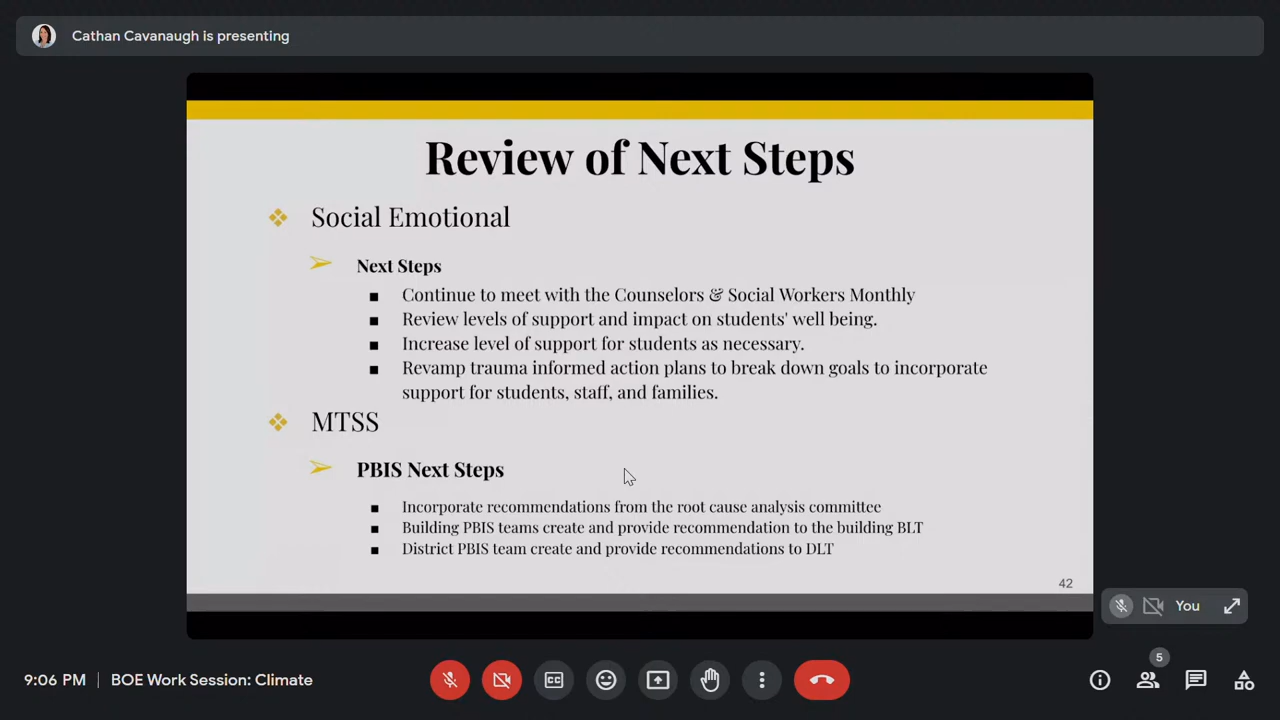 Cathan Cavanaugh is presenting
Review of Next Steps
Social Emotional
Next Steps
Continue to meet with the Counselors & Social Workers Monthly
Review levels of support and impact on students' well being.
Increase level of support for students as necessary.
Revamp trauma informed action plans to break down goals to incorporate
support for students, staff, and families.
MTSS
PBIS Next Steps
Incorporate recommendations from the root cause analysis committee
Building PBIS teams create and provide recommendation to the building BLT
District PBIS team create and provide recommendations to DLT
42
You
9:06 PM | BOE Work Session: Climate
5